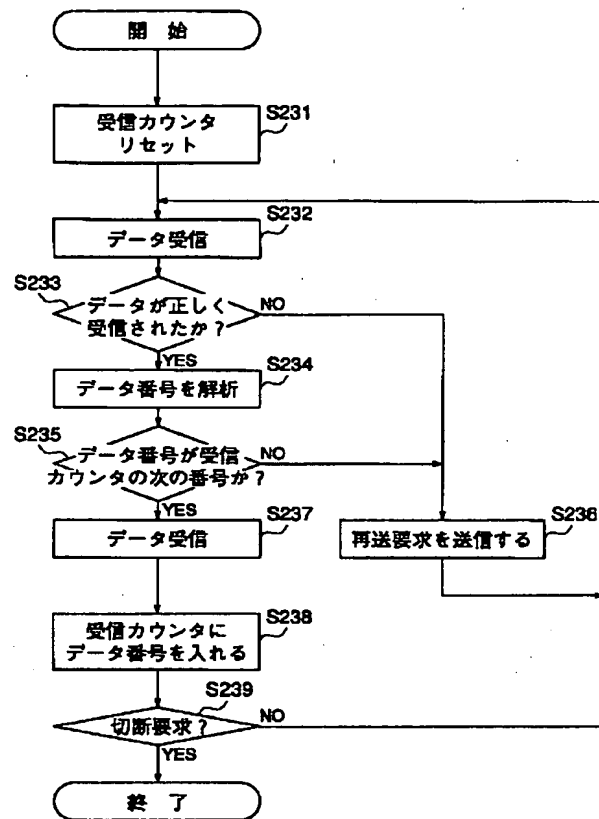 開 始
S231
受信カウンタ
リセット
S232
データ受信
S233
データが正しく
受信されたか？
NO
YES
S234
データ番号を解析
S235
データ番号が受信
カウンタの次の番号か？
NO
YES
S237
データ受信
S236
再送要求を送信する
S238
受信カウンタに
データ番号を入れる
S239
切断要求？
NO
YES
終 了